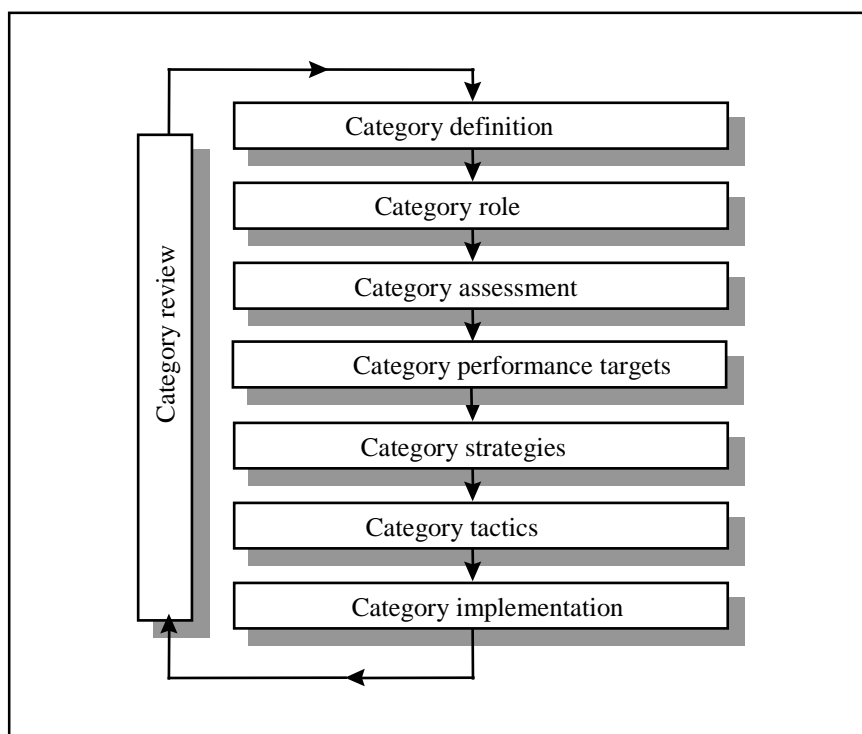 Category definition
Category role
Category assessment
Category performance targets
Category strategies
Category tactics
Category implementation
Category review